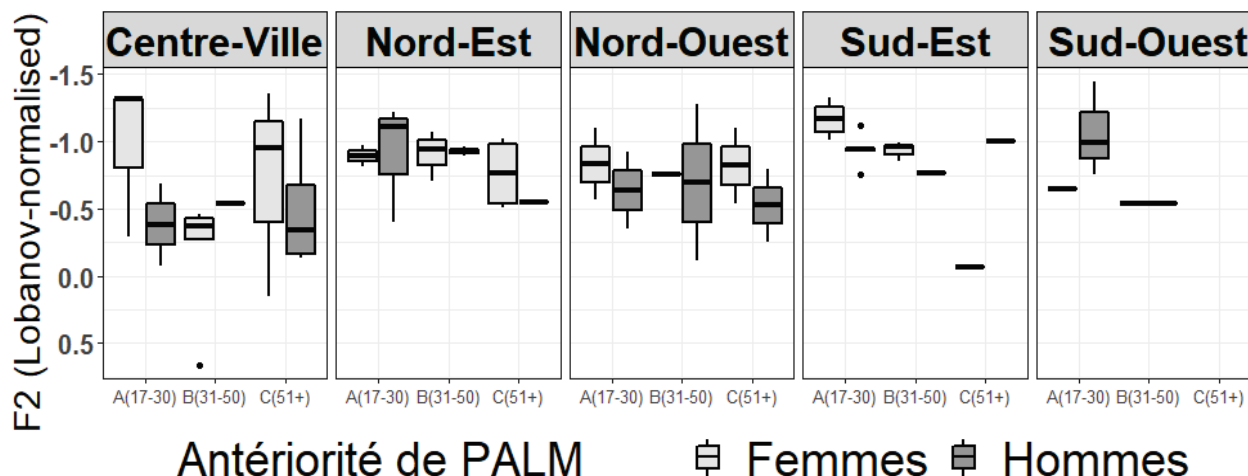 Centre-Ville Nord-Est Nord-Ouest Sud-Est Sud-Ouest
F2 (Lobanov-normalised)
-1.5
-1.0
-0.5
0.0
0.5
A(17-30) B(31-50) C(51+) A(17-30) B(31-50) C(51+) A(17-30) B(31-50) C(51+) A(17-30) B(31-50) C(51+) A(17-30) B(31-50) C(51+)
Antériorité de PALM Femmes Hommes